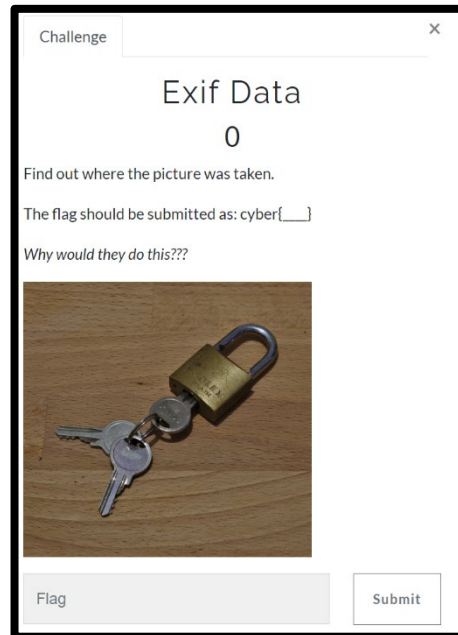 Challenge
×
Exif Data
0
Find out where the picture was taken.
The flag should be submitted as: cyber{____}
Why would they do this???
Flag
Submit